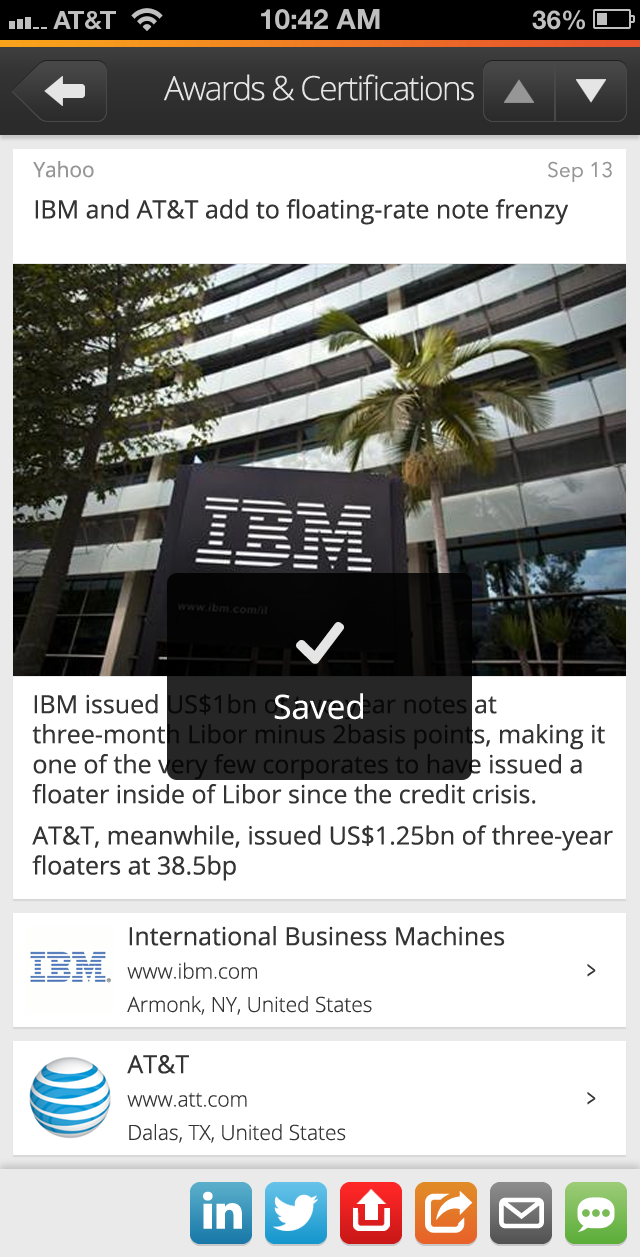 AT&T 10:42 AM 36%
Awards & Certifications
Yahoo Sep 13
IBM and AT&T add to floating-rate note frenzy
IBM
www.ibm.com/il
IBM issued US$1bn of two-year notes at
Saved
three-month Libor minus 2basis points, making it
one of the very few corporates to have issued a
floater inside of Libor since the credit crisis.
AT&T, meanwhile, issued US$1.25bn of three-year
floaters at 38.5bp
IBM
International Business Machines
www.ibm.com
Armonk, NY, United States
AT&T
www.att.com
Dalas, TX, United States
in